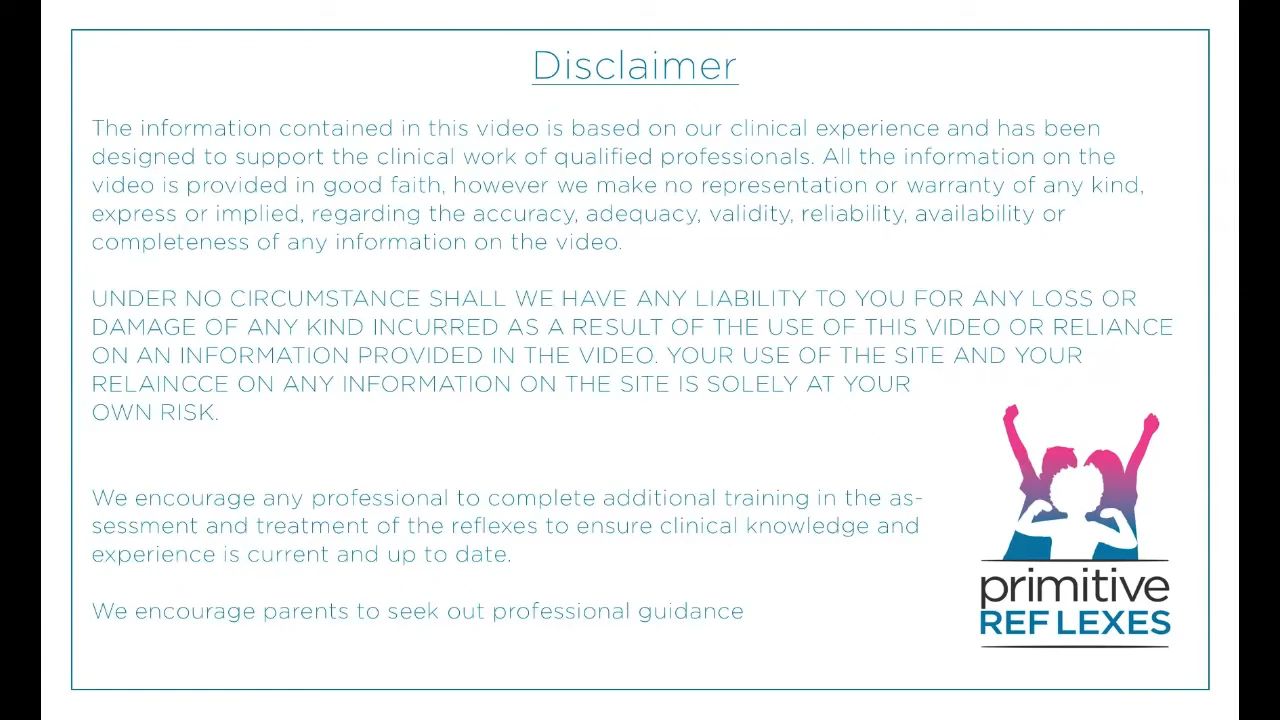 Disclaimer
The information contained in this video is based on our clinical experience and has been
designed to support the clinical work of qualified professionals. All the information on the
video is provided in good faith, however we make no representation or warranty of any kind,
express or implied, regarding the accuracy, adequacy, validity, reliability, availability or
completeness of any information on the video.
UNDER NO CIRCUMSTANCE SHALL WE HAVE ANY LIABILITY TO YOU FOR ANY LOSS OR
DAMAGE OF ANY KIND INCURRED AS A RESULT OF THE USE OF THIS VIDEO OR RELIANCE
ON AN INFORMATION PROVIDED IN THE VIDEO. YOUR USE OF THE SITE AND YOUR
RELAINCCE ON ANY INFORMATION ON THE SITE IS SOLELY AT YOUR
OWN RISK.
We encourage any professional to complete additional training in the as-
sessment and treatment of the reflexes to ensure clinical knowledge and
experience is current and up to date.
We encourage parents to seek out professional guidance
primitive
REFLEXES